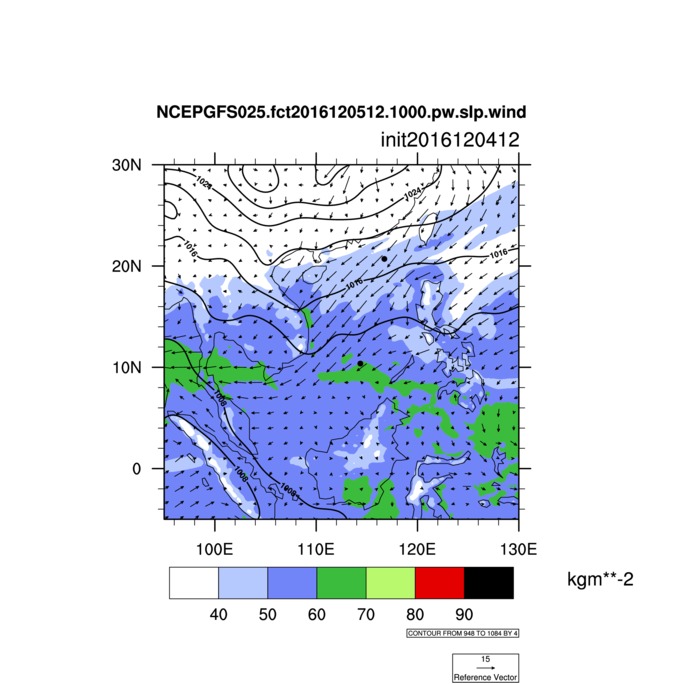 NCEPGFS025.fct2016120512.1000.pw.slp.wind
init2016120412
30N
1024
1024
1016
1016
20N
1016
10N
1008
0
1008
1008
100E 110E 120E 130E
kgm**-2
40 50 60 70 80 90
CONTOUR FROM 948 TO 1084 BY 4
15
Reference Vector